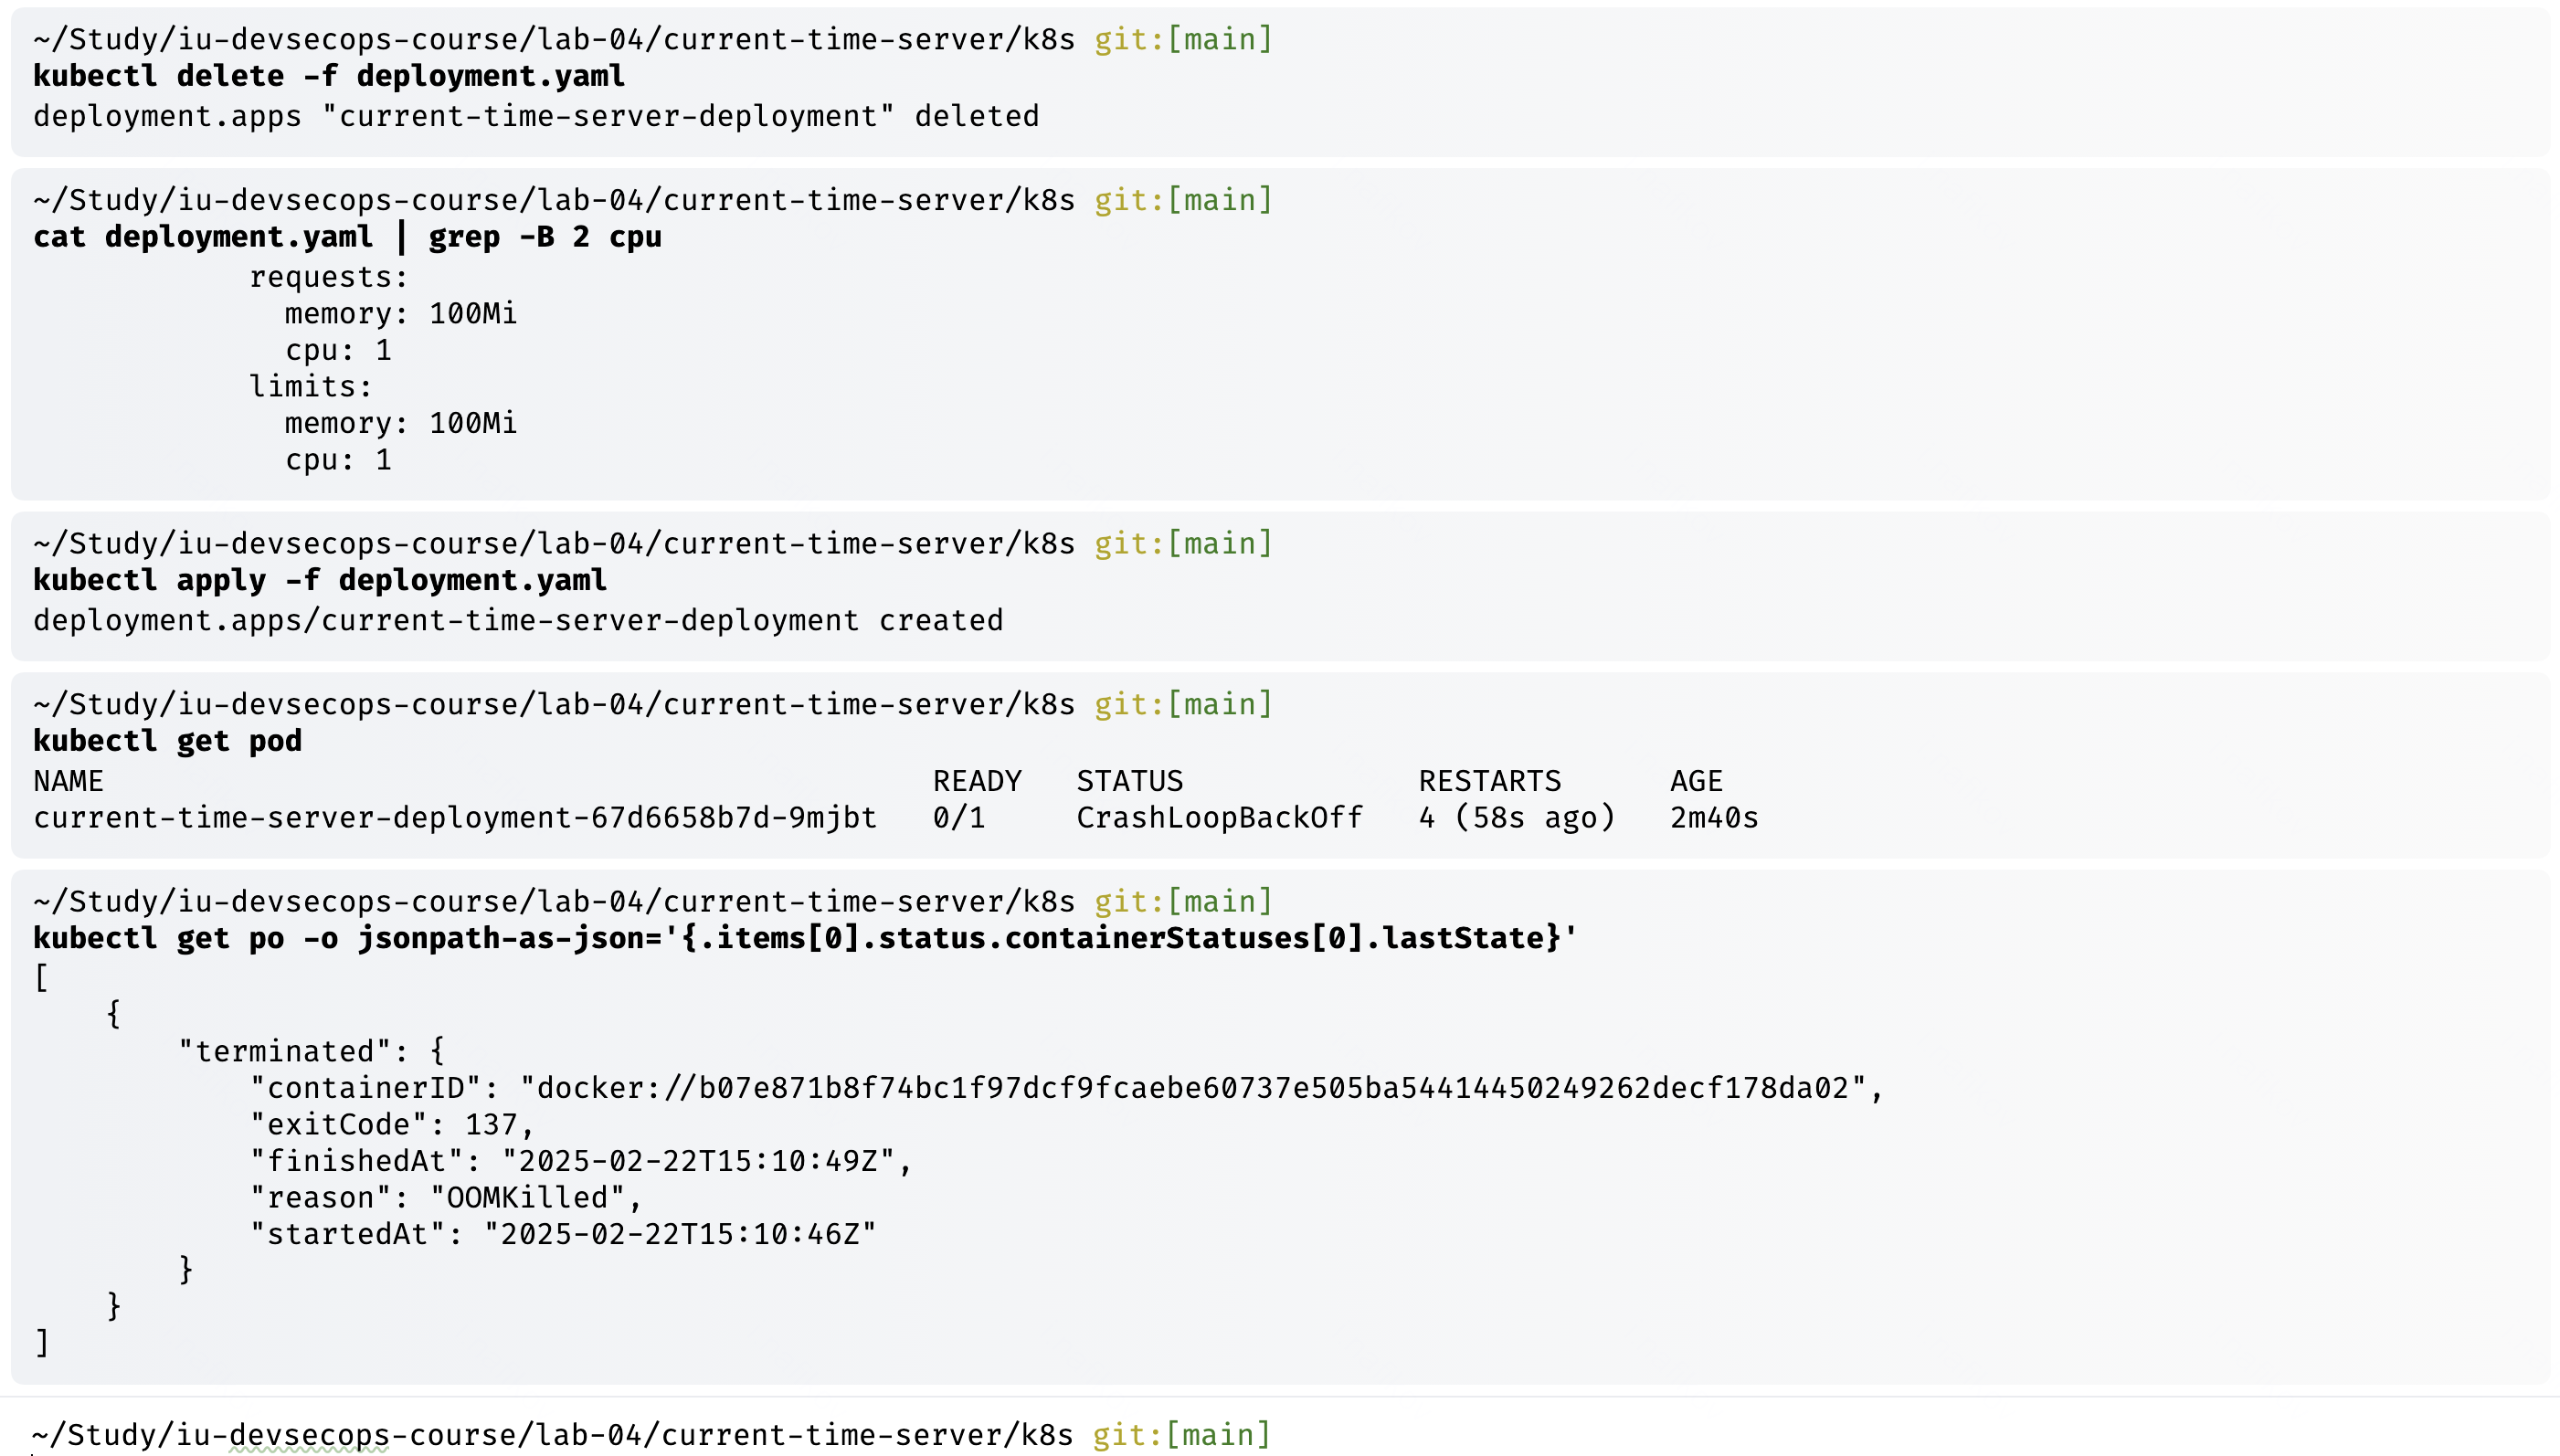 ~/Study/iu-devsecops-course/lab-04/current-time-server/k8s git:[main]
kubectl delete -f deployment.yaml
deployment.apps "current-time-server-deployment" deleted
~/Study/iu-devsecops-course/lab-04/current-time-server/k8s git:[main]
cat deployment.yaml | grep -B 2 cpu
            requests:
              memory: 100Mi
              cpu: 1
            limits:
              memory: 100Mi
              cpu: 1
~/Study/iu-devsecops-course/lab-04/current-time-server/k8s git:[main]
kubectl apply -f deployment.yaml
deployment.apps/current-time-server-deployment created
~/Study/iu-devsecops-course/lab-04/current-time-server/k8s git:[main]
kubectl get pod
NAME                                              READY   STATUS             RESTARTS      AGE
current-time-server-deployment-67d6658b7d-9mjbt   0/1     CrashLoopBackOff   4 (58s ago)   2m40s
~/Study/iu-devsecops-course/lab-04/current-time-server/k8s git:[main]
kubectl get po -o jsonpath-as-json='{.items[0].status.containerStatuses[0].lastState}'
[
    {
        "terminated": {
            "containerID": "docker://b07e871b8f74bc1f97dcf9fcaebe60737e505ba54414450249262decf178da02",
            "exitCode": 137,
            "finishedAt": "2025-02-22T15:10:49Z",
            "reason": "OOMKilled",
            "startedAt": "2025-02-22T15:10:46Z"
        }
    }
]
~/Study/iu-devsecops-course/lab-04/current-time-server/k8s git:[main]